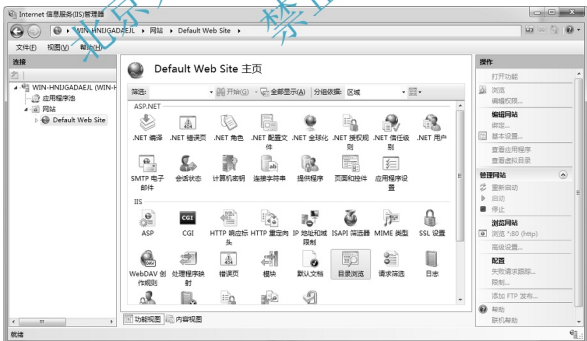 Internet 信息服务(IIS)管理器
WIN-HNIJGADAEJL ▸ 网站 ▸ Default Web Site ▸
文件(F) 视图(V) 帮助(H)
连接
WIN-HNIJGADAEJL (WIN-H
应用程序池
网站
Default Web Site
Default Web Site 主页
筛选: 开始(G) 全部显示(A) 分组依据: 区域
ASP.NET
.NET 编译 .NET 错误页 .NET 角色 .NET 配置文件 .NET 全球化 .NET 授权规则 .NET 信任级别 .NET 用户
SMTP 电子邮件 会话状态 计算机密钥 连接字符串 提供程序 页面和控件 应用程序设置
IIS
ASP CGI HTTP 响应标头 HTTP 重定向 IP 地址和域限制 ISAPI 筛选器 MIME 类型 SSL 设置
WebDAV 创作规则 处理程序映射 错误页 模块 默认文档 目录浏览 请求筛选 日志
功能视图 内容视图
操作
打开功能
浏览
编辑权限...
编辑网站
绑定...
基本设置...
查看应用程序
查看虚拟目录
管理网站
重新启动
启动
停止
浏览网站
浏览 *:80 (http)
高级设置...
配置
失败请求跟踪...
限制...
添加 FTP 发布...
帮助
联机帮助
就绪